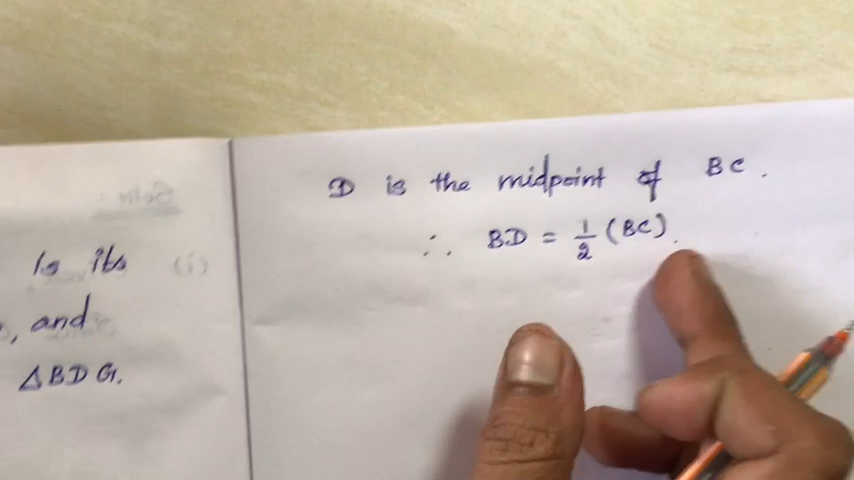 Is its
, and
ΔBDG.
D is the midpoint of BC.
∴ BD = 1/2 (BC).